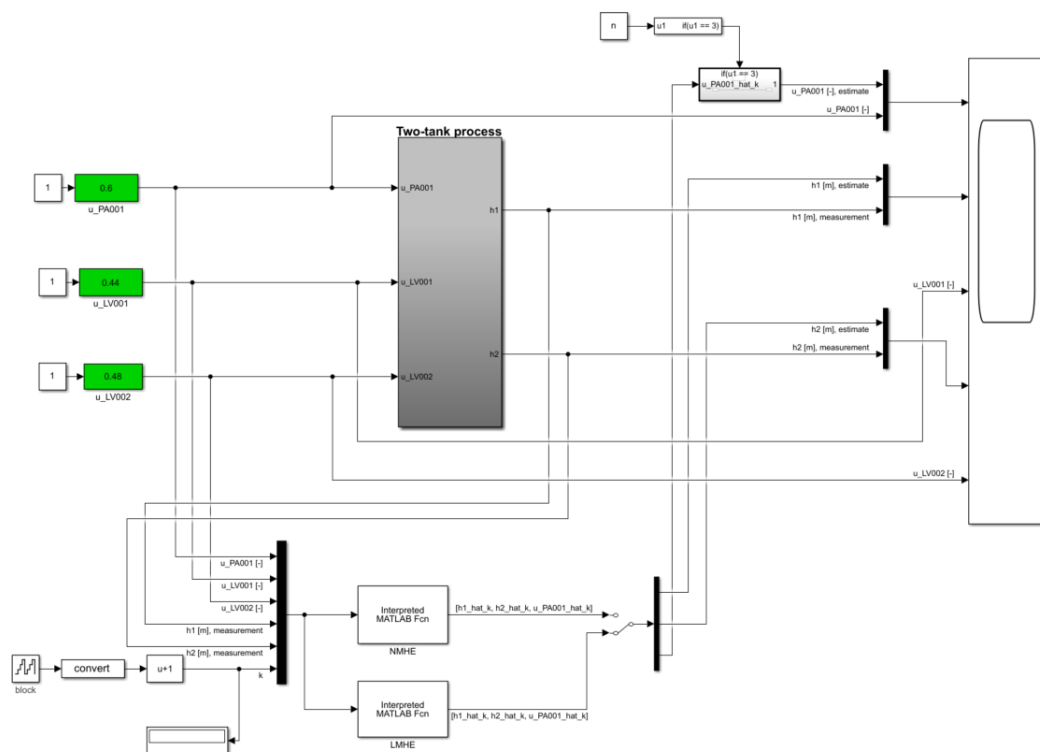 n
u1 if(u1 == 3)
if(u1 == 3)
u_PA001_hat_k 1
u_PA001 [-], estimate
u_PA001 [-]
Two-tank process
1
0.6
u_PA001
u_PA001
h1 [m], estimate
h1
h1 [m], measurement
1
0.44
u_LV001
u_LV001
u_LV001 [-]
h2 [m], estimate
h2
h2 [m], measurement
1
0.48
u_LV002
u_LV002
u_LV002 [-]
u_PA001 [-]
u_LV001 [-]
u_LV002 [-]
h1 [m], measurement
h2 [m], measurement
k
Interpreted
MATLAB Fcn
NMHE
[h1_hat_k, h2_hat_k, u_PA001_hat_k]
block
convert
u+1
Interpreted
MATLAB Fcn
LMHE
[h1_hat_k, h2_hat_k, u_PA001_hat_k]